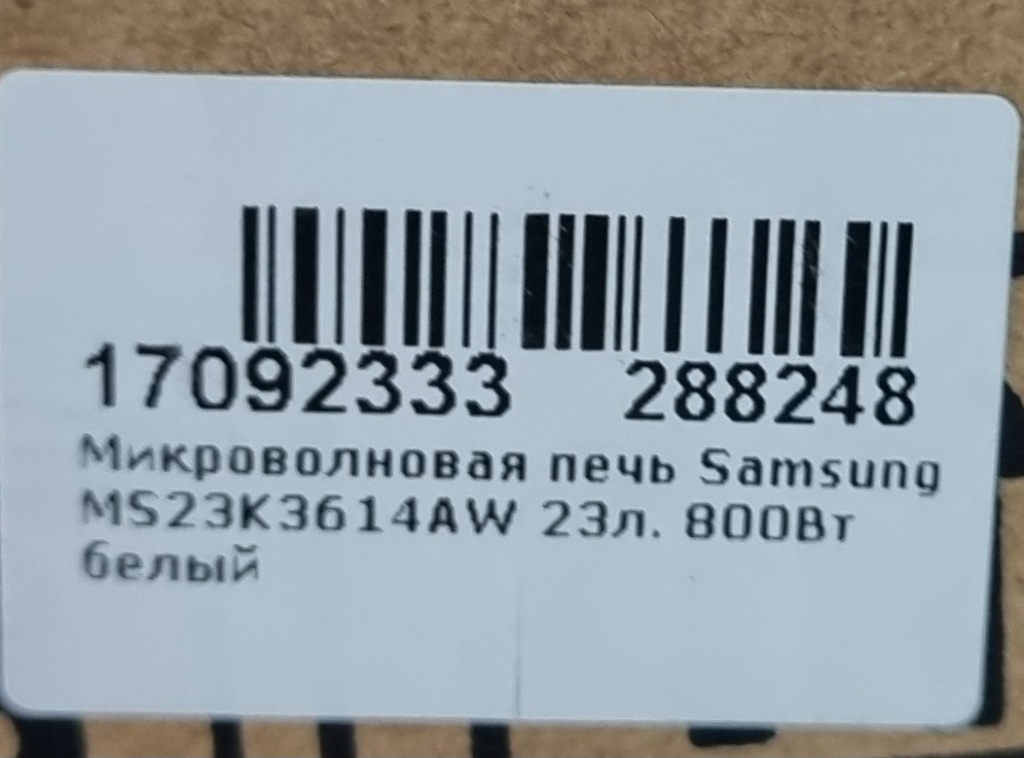 17092333 288248
Микроволновая печь Samsung
MS23K3614AW 23л. 800Вт
белый